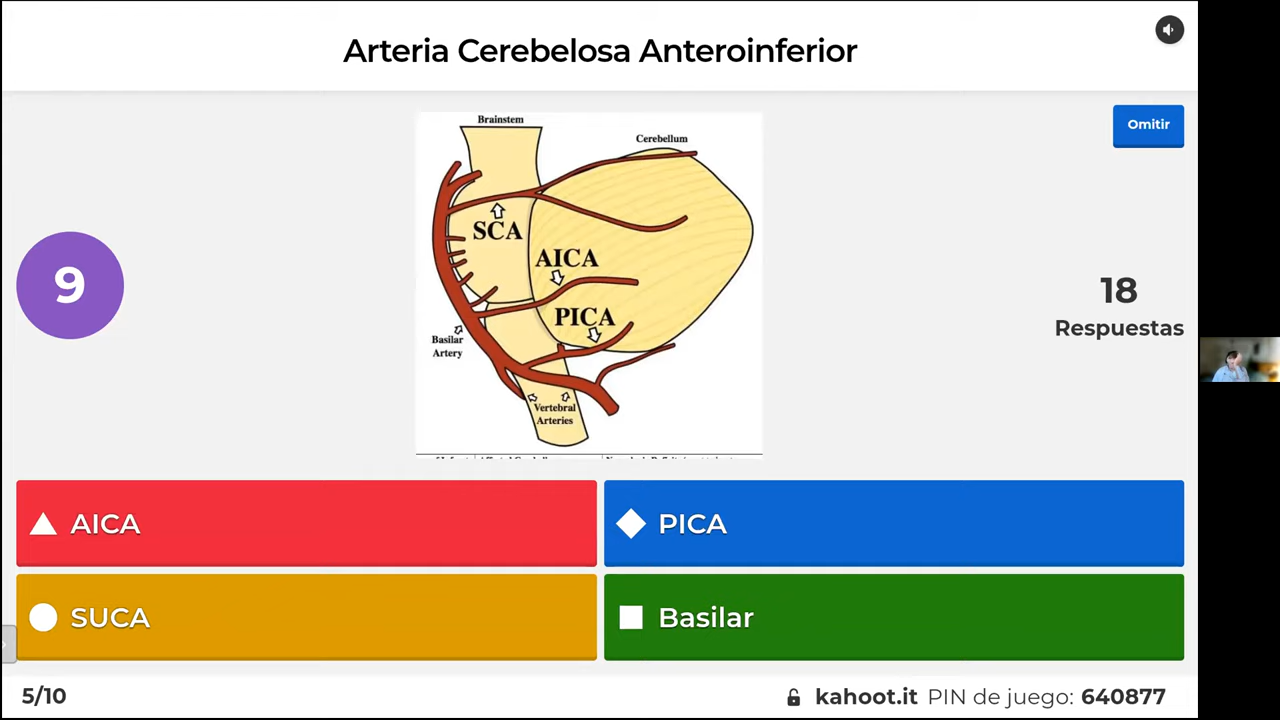 Arteria Cerebelosa Anteroinferior
Omitir
Brainstem
Cerebellum
SCA
AICA
PICA
Basilar
Artery
Vertebral
Arteries
9
18
Respuestas
AICA
PICA
SUCA
Basilar
5/10
kahoot.it PIN de juego: 640877